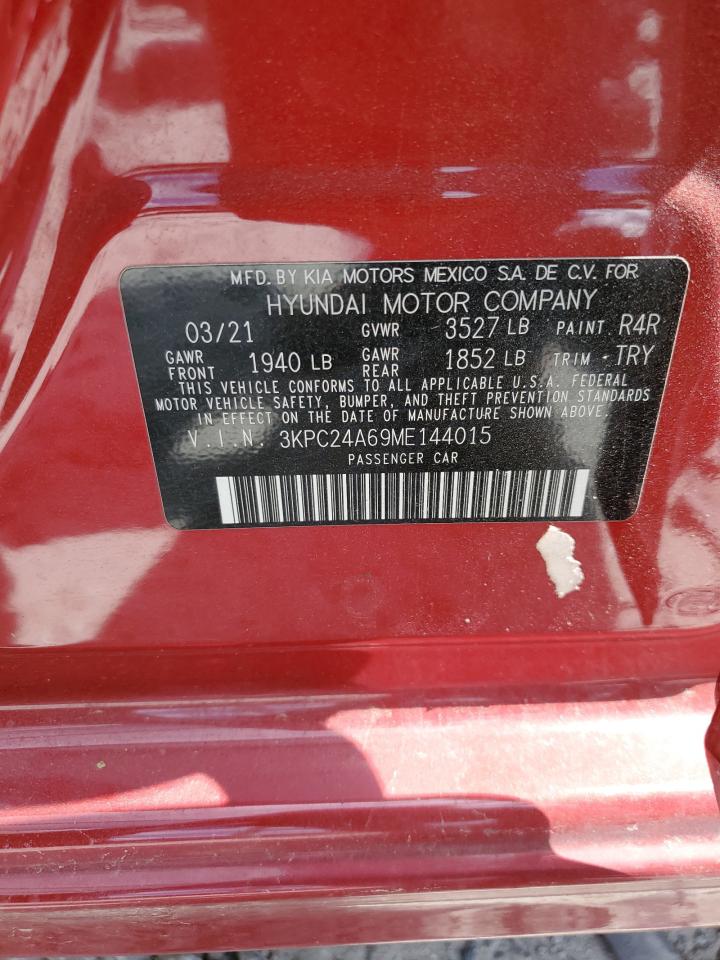 MFD. BY KIA MOTORS MEXICO S.A. DE C.V. FOR
HYUNDAI MOTOR COMPANY
03/21 GVWR 3527 LB PAINT. R4R
GAWR FRONT 1940 LB GAWR REAR 1852 LB TRIM - TRY
THIS VEHICLE CONFORMS TO ALL APPLICABLE U.S.A. FEDERAL
MOTOR VEHICLE SAFETY, BUMPER, AND THEFT PREVENTION STANDARDS
IN EFFECT ON THE DATE OF MANUFACTURE SHOWN ABOVE.
V. I. N. 3KPC24A69ME144015
PASSENGER CAR